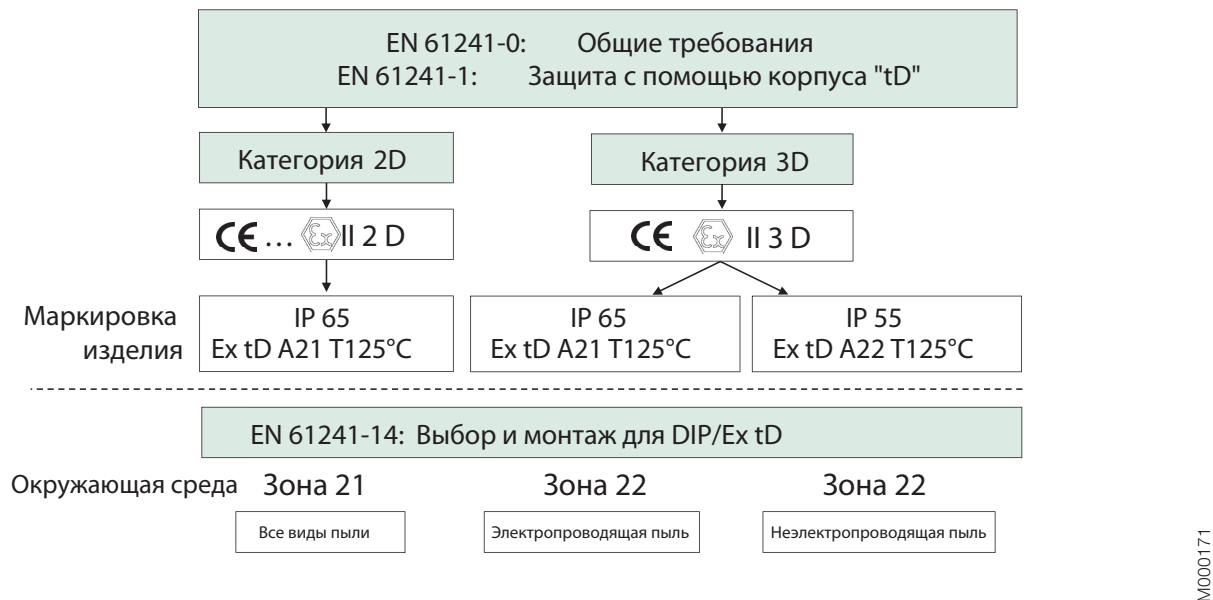 EN 61241-0: Общие требования
EN 61241-1: Защита с помощью корпуса "tD"
Категория 2D
Категория 3D
CE ... Ex II 2 D
CE Ex II 3 D
Маркировка изделия
IP 65
Ex tD A21 T125°C
IP 65
Ex tD A21 T125°C
IP 55
Ex tD A22 T125°C
EN 61241-14: Выбор и монтаж для DIP/Ex tD
Окружающая среда
Зона 21
Зона 22
Зона 22
Все виды пыли
Электропроводящая пыль
Неэлектропроводящая пыль
M000171